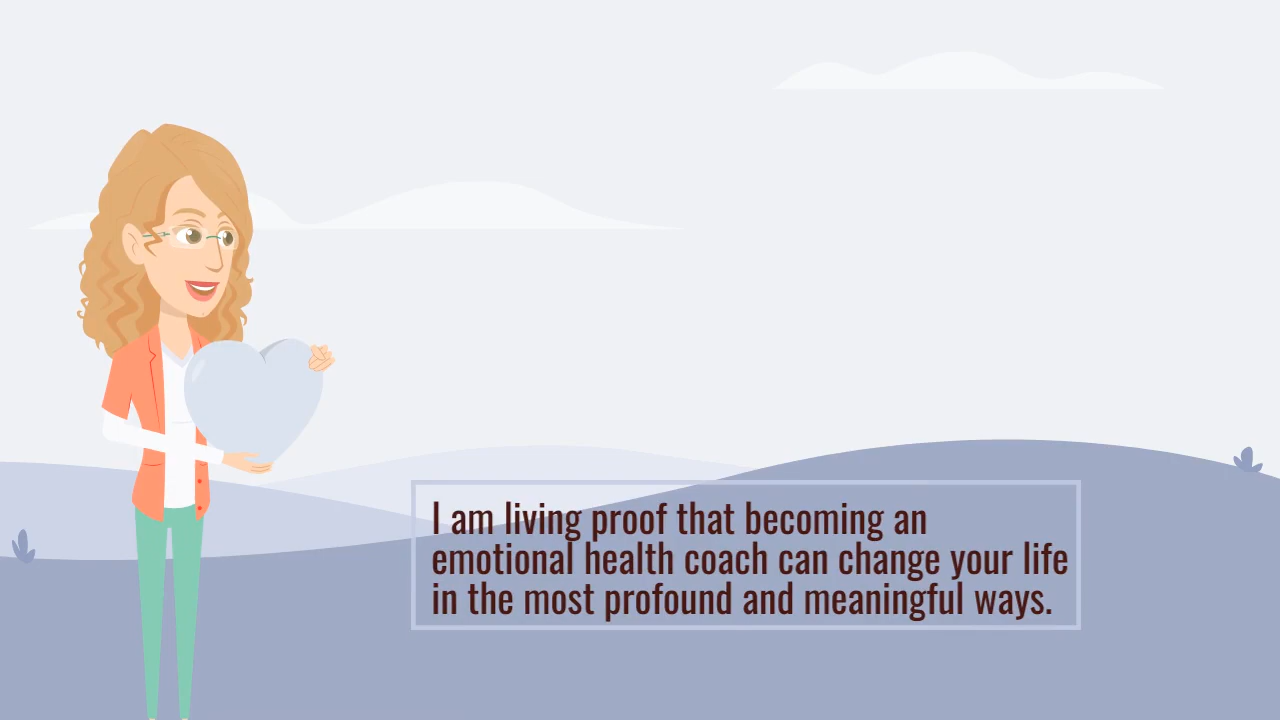 I am living proof that becoming an
emotional health coach can change your life
in the most profound and meaningful ways.